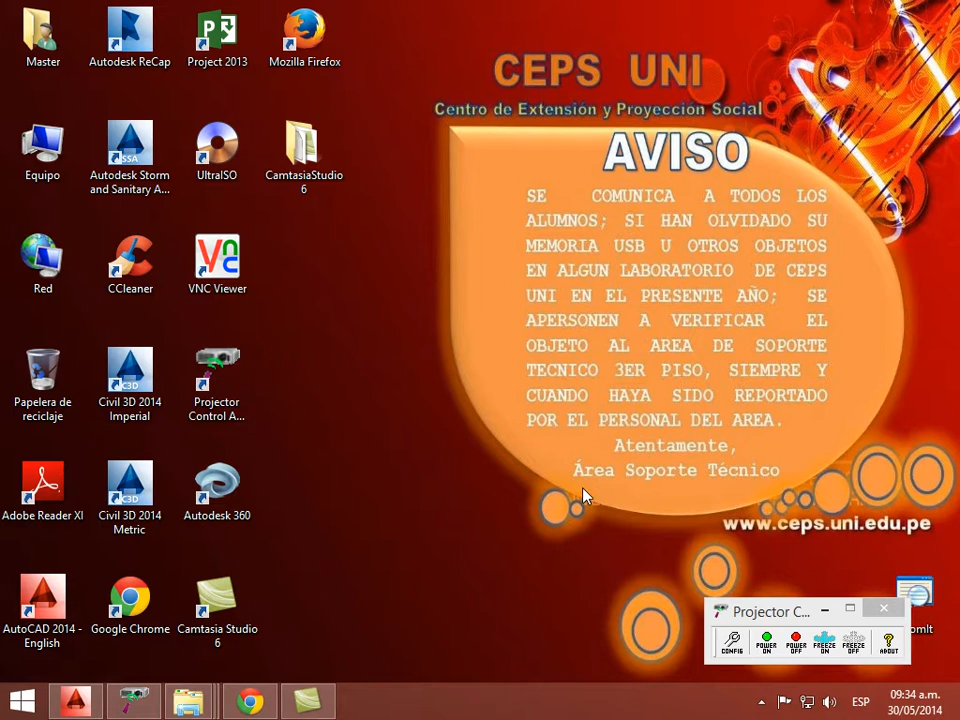 Master
Autodesk ReCap
Project 2013
Mozilla Firefox
Equipo
Autodesk Storm
and Sanitary A...
UltraISO
CamtasiaStudio
6
Red
CCleaner
VNC Viewer
Papelera de
reciclaje
Civil 3D 2014
Imperial
Projector
Control A...
Adobe Reader XI
Civil 3D 2014
Metric
Autodesk 360
AutoCAD 2014 -
English
Google Chrome
Camtasia Studio
6
SSA
C3D
C3D
CEPS UNI
Centro de Extensión y Proyección Social
AVISO
SE COMUNICA A TODOS LOS
ALUMNOS; SI HAN OLVIDADO SU
MEMORIA USB U OTROS OBJETOS
EN ALGUN LABORATORIO DE CEPS
UNI EN EL PRESENTE AÑO; SE
APERSONEN A VERIFICAR EL
OBJETO AL AREA DE SOPORTE
TECNICO 3ER PISO, SIEMPRE Y
CUANDO HAYA SIDO REPORTADO
POR EL PERSONAL DEL AREA.
Atentamente,
Área Soporte Técnico
www.ceps.uni.edu.pe
Projector C...
CONFIG
POWER ON
POWER OFF
FREEZE ON
FREEZE OFF
ABOUT
ESP
09:34 a.m.
30/05/2014